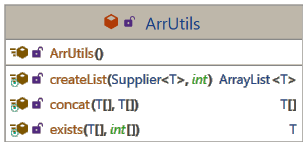 ArrUtils
ArrUtils()
createList(Supplier<T>, int) ArrayList<T>
concat(T[], T[]) T[]
exists(T[], int[]) T